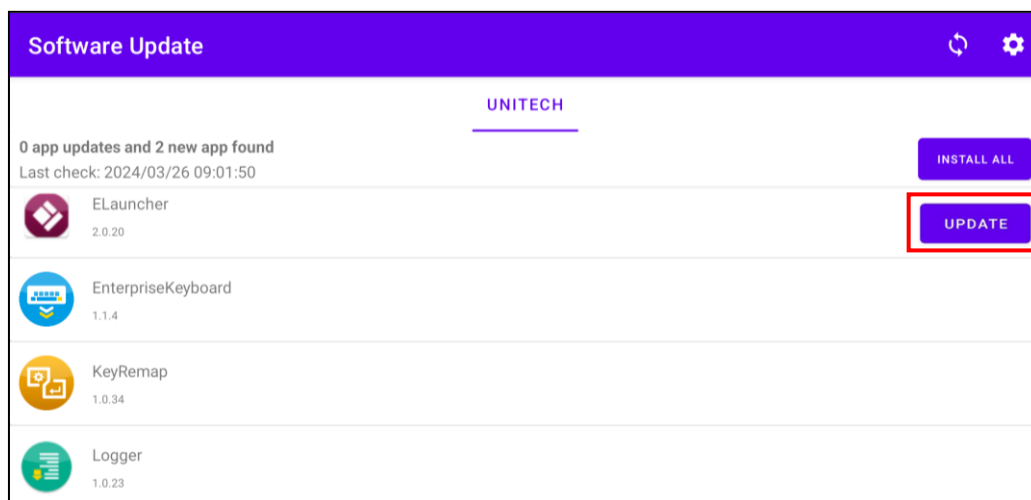 Software Update
UNITECH
0 app updates and 2 new app found
Last check: 2024/03/26 09:01:50
INSTALL ALL
ELauncher
2.0.20
UPDATE
EnterpriseKeyboard
1.1.4
KeyRemap
1.0.34
Logger
1.0.23